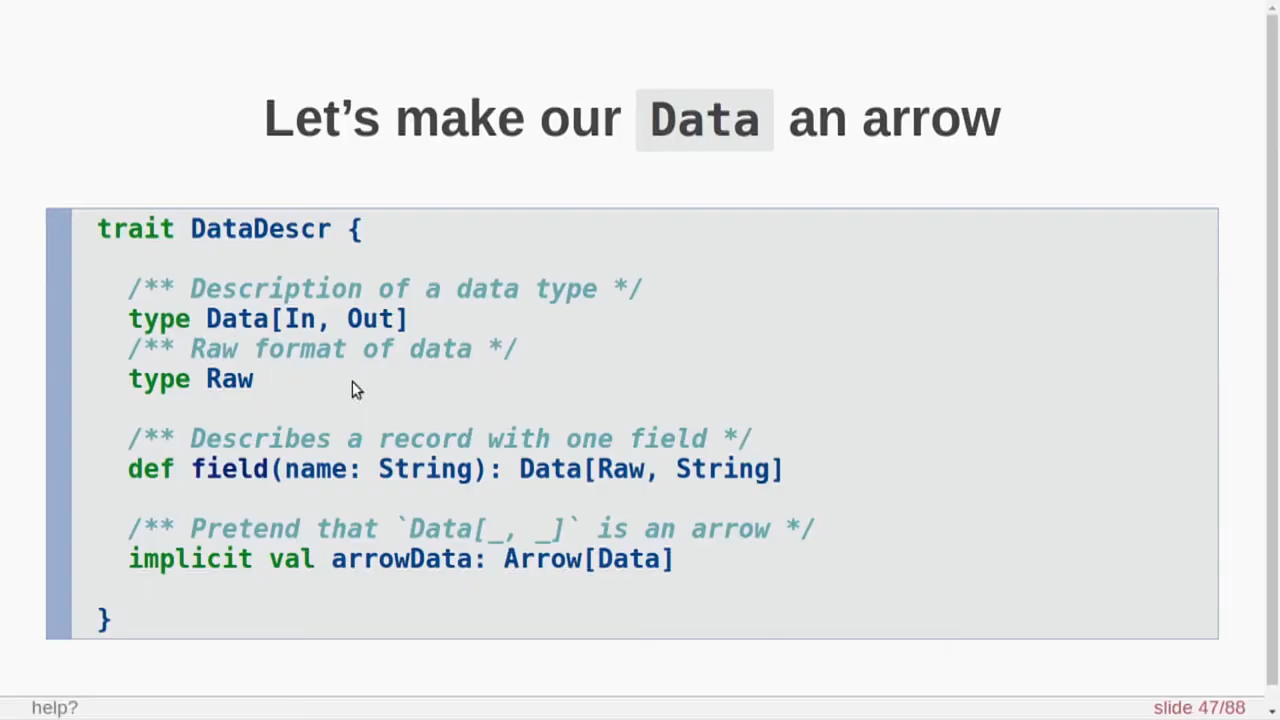 Let’s make our Data an arrow
trait DataDescr {
/** Description of a data type */
type Data[In, Out]
/** Raw format of data */
type Raw
/** Describes a record with one field */
def field(name: String): Data[Raw, String]
/** Pretend that `Data[_, _]` is an arrow */
implicit val arrowData: Arrow[Data]
}
help?
slide 47/88